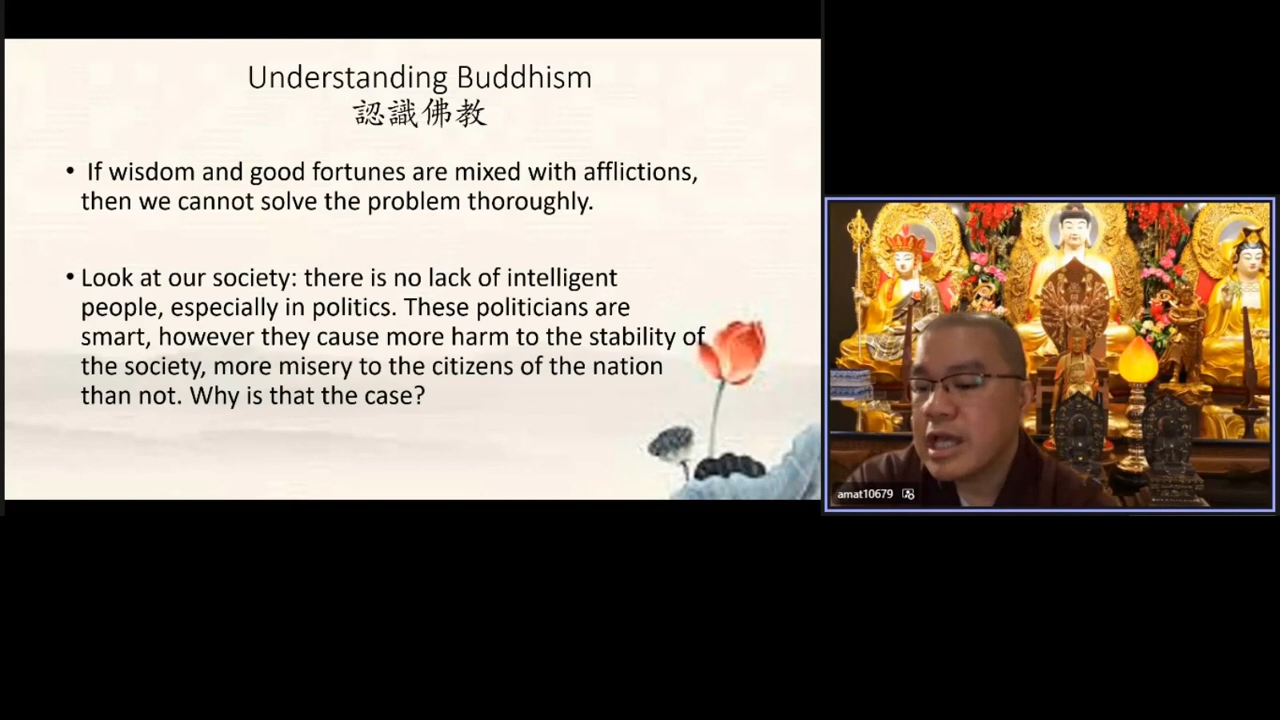 Understanding Buddhism
認識佛教
• If wisdom and good fortunes are mixed with afflictions,
then we cannot solve the problem thoroughly.
• Look at our society: there is no lack of intelligent
people, especially in politics. These politicians are
smart, however they cause more harm to the stability of
the society, more misery to the citizens of the nation
than not. Why is that the case?
amat10679